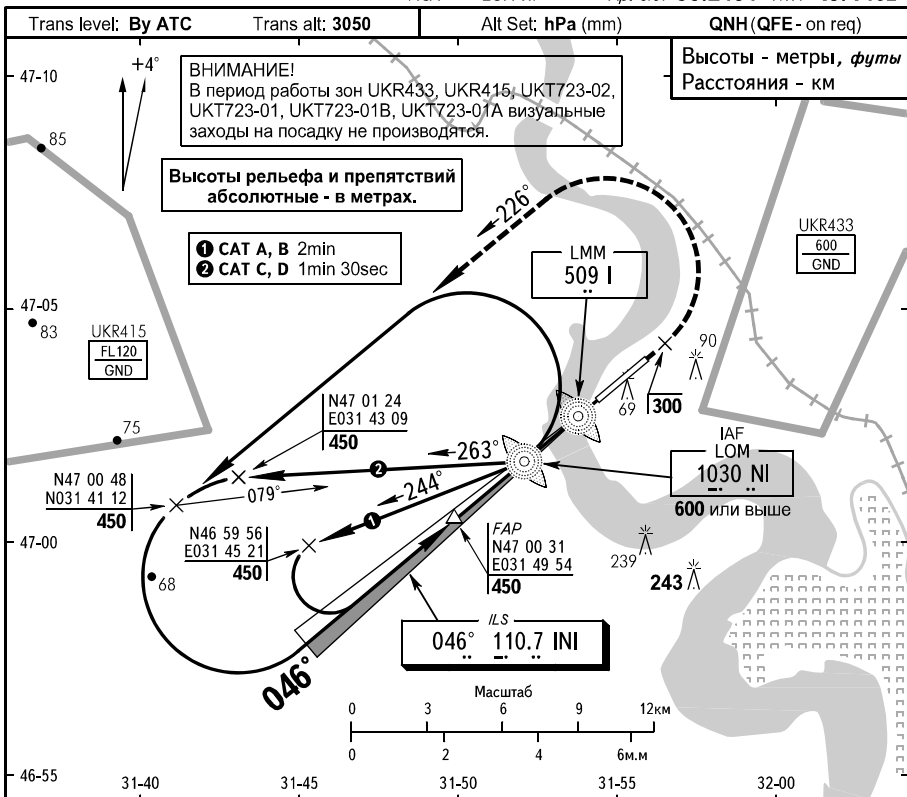 Trans level: By ATC Trans alt: 3050 Alt Set: hPa (mm) QNH (QFE - on req)
Высоты - метры, футы
Расстояния - км
47-10
+4°
ВНИМАНИЕ!
В период работы зон UKR433, UKR415, UKT723-02,
UKT723-01, UKT723-01B, UKT723-01A визуальные
заходы на посадку не производятся.
85
Высоты рельефа и препятствий
абсолютные - в метрах.
226°
1 CAT A, B 2min
2 CAT C, D 1min 30sec
LMM
509 I
UKR433
600
GND
47-05
83
UKR415
FL120
GND
90
69
300
N47 01 24
E031 43 09
450
75
263°
2
IAF
LOM
1030 NI
600 или выше
N47 00 48
N031 41 12
450
079°
244°
1
N46 59 56
E031 45 21
450
FAP
N47 00 31
E031 49 54
450
47-00
239
243
68
ILS
046° 110.7 INI
046°
Масштаб
0 3 6 9 12км
0 2 4 6м.м
46-55
31-40 31-45 31-50 31-55 32-00